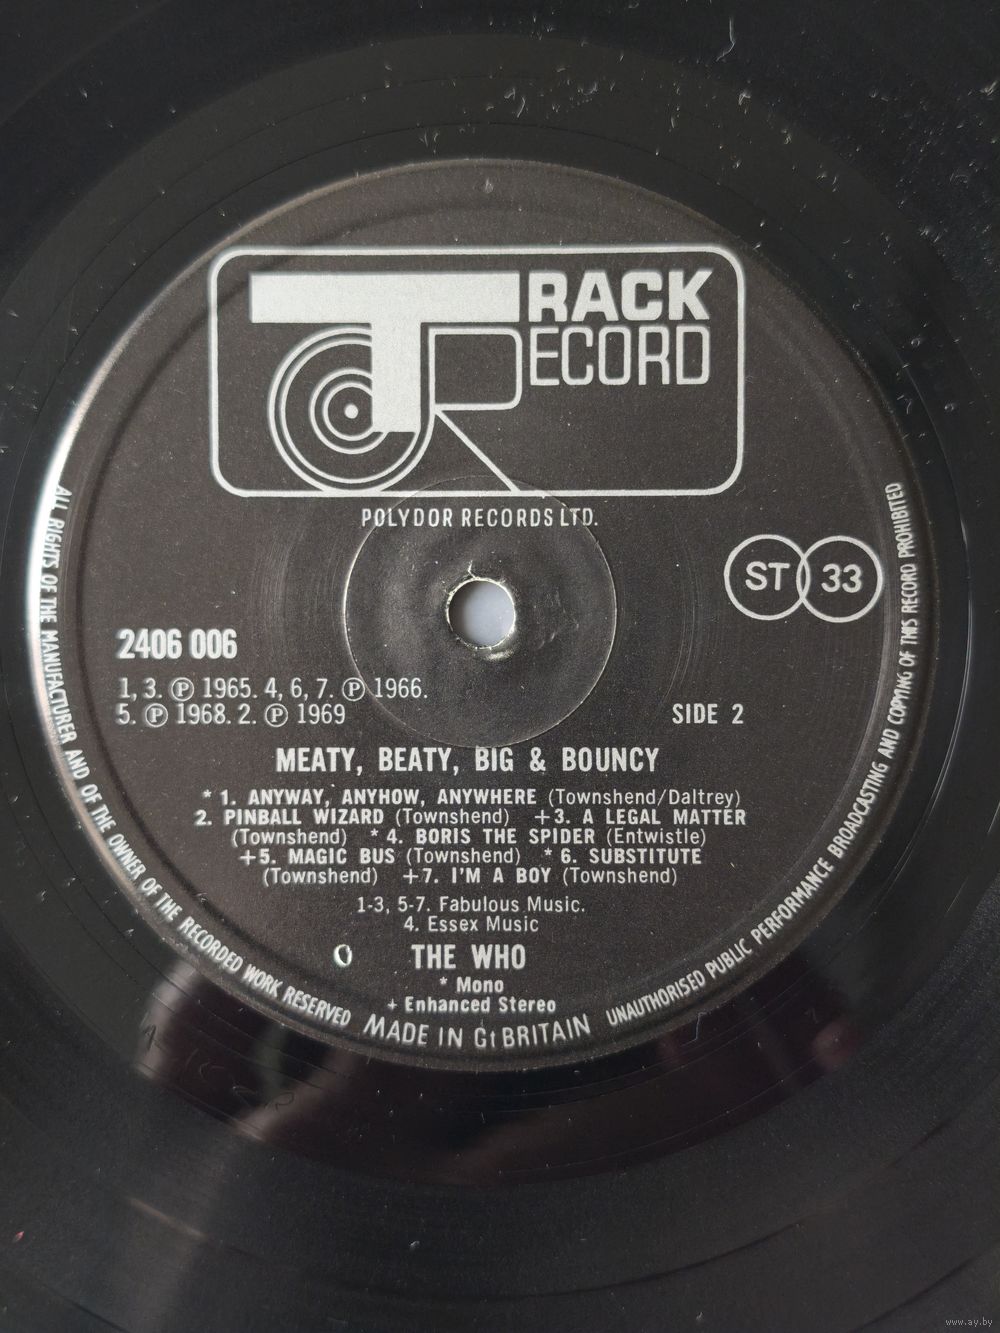 TRACK
RECORD
POLYDOR RECORDS LTD.
ST 33
2406 006
1, 3. ℗ 1965. 4, 6, 7. ℗ 1966.
5. ℗ 1968. 2. ℗ 1969
SIDE 2
MEATY, BEATY, BIG & BOUNCY
* 1. ANYWAY, ANYHOW, ANYWHERE (Townshend/Daltrey)
2. PINBALL WIZARD (Townshend) +3. A LEGAL MATTER
(Townshend) * 4. BORIS THE SPIDER (Entwistle)
+5. MAGIC BUS (Townshend) * 6. SUBSTITUTE
(Townshend) +7. I'M A BOY (Townshend)
1-3, 5-7. Fabulous Music.
4. Essex Music
THE WHO
* Mono
+ Enhanced Stereo
ALL RIGHTS OF THE MANUFACTURER AND OF THE OWNER OF THE RECORDED WORK RESERVED
MADE IN Gt BRITAIN
UNAUTHORISED PUBLIC PERFORMANCE BROADCASTING AND COPYING OF THIS RECORD PROHIBITED
www.ay.by